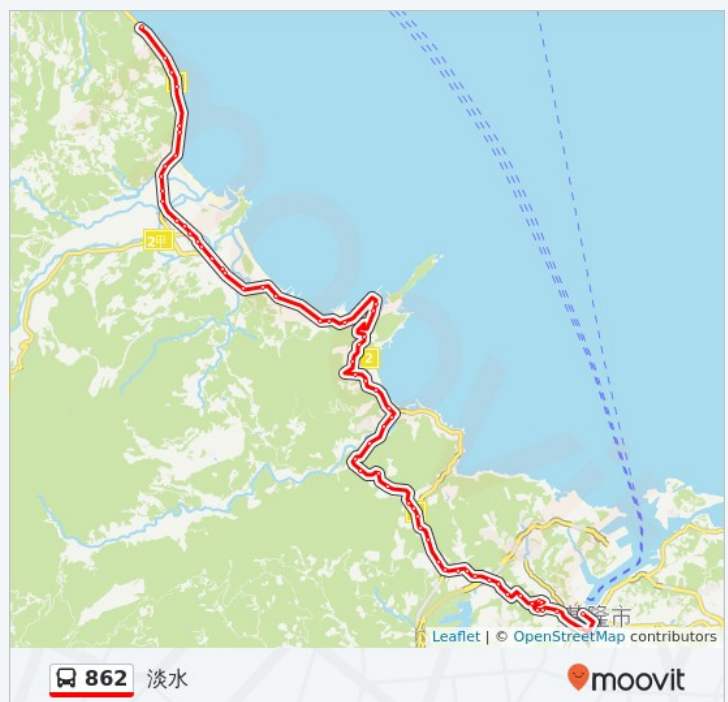 2甲
2
基隆市
Leaflet | © OpenStreetMap contributors
862 淡水
moovit